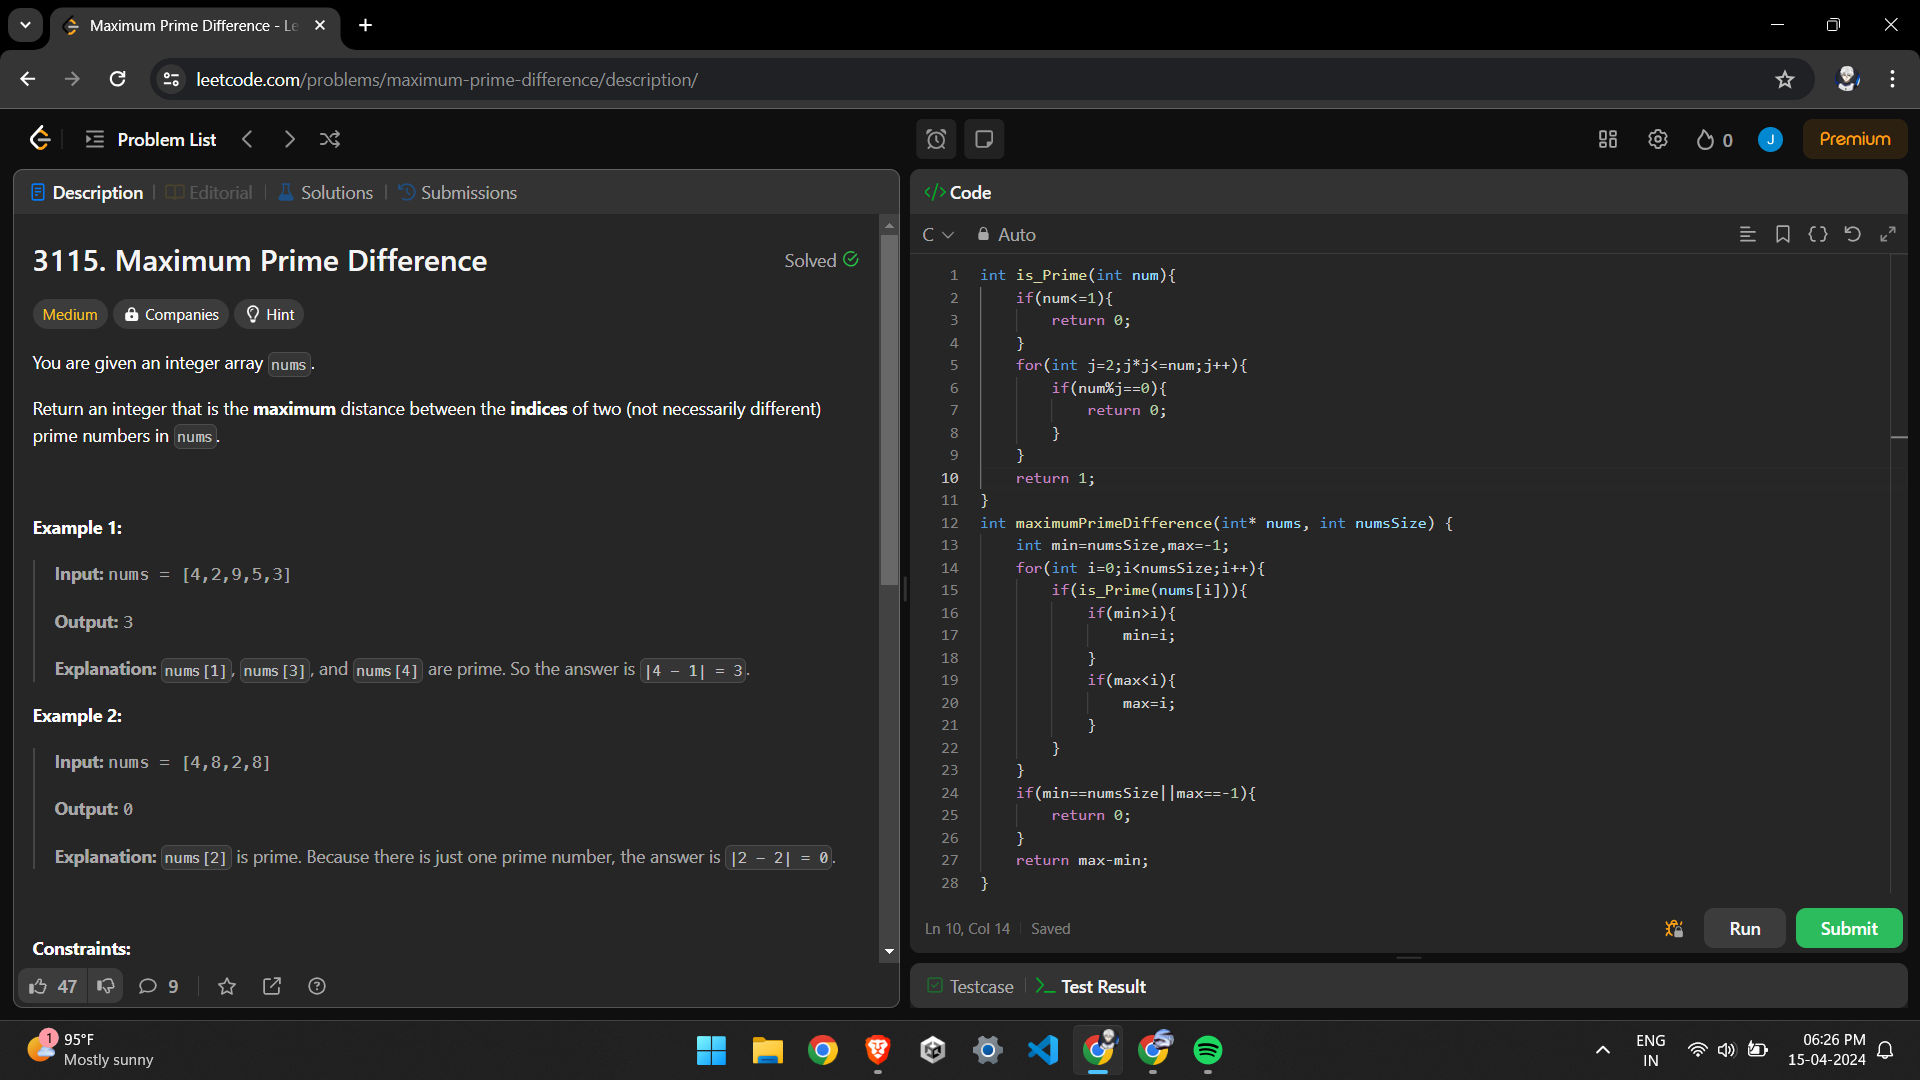 Maximum Prime Difference - Le
leetcode.com/problems/maximum-prime-difference/description/
Problem List
0
J
Premium
Description
Editorial
Solutions
Submissions
3115. Maximum Prime Difference
Solved
Medium
Companies
Hint
You are given an integer array nums.
Return an integer that is the maximum distance between the indices of two (not necessarily different)
prime numbers in nums.
Example 1:
Input: nums = [4,2,9,5,3]
Output: 3
Explanation: nums[1], nums[3], and nums[4] are prime. So the answer is |4 - 1| = 3.
Example 2:
Input: nums = [4,8,2,8]
Output: 0
Explanation: nums[2] is prime. Because there is just one prime number, the answer is |2 - 2| = 0.
Constraints:
47
9
</> Code
C
Auto
1 int is_Prime(int num){
2 if(num<=1){
3 return 0;
4 }
5 for(int j=2;j*j<=num;j++){
6 if(num%j==0){
7 return 0;
8 }
9 }
10 return 1;
11 }
12 int maximumPrimeDifference(int* nums, int numsSize) {
13 int min=numsSize,max=-1;
14 for(int i=0;i<numsSize;i++){
15 if(is_Prime(nums[i])){
16 if(min>i){
17 min=i;
18 }
19 if(max<i){
20 max=i;
21 }
22 }
23 }
24 if(min==numsSize||max==-1){
25 return 0;
26 }
27 return max-min;
28 }
Ln 10, Col 14
Saved
Run
Submit
Testcase
Test Result
1
95°F
Mostly sunny
ENG
IN
06:26 PM
15-04-2024